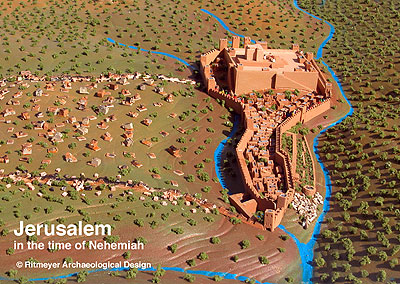 Jerusalem
in the time of Nehemiah
© Ritmeyer Archaeological Design